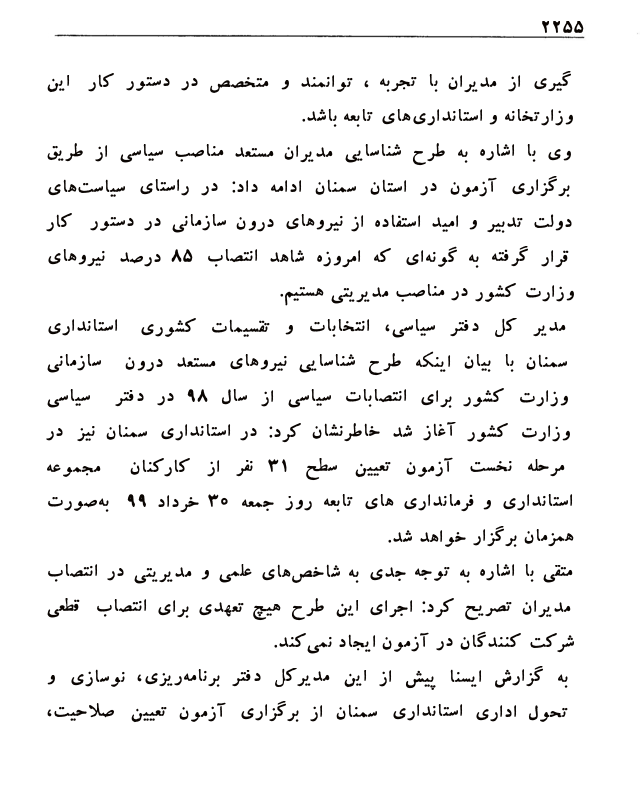 ۲۲۵۵
گیری از مدیران با تجربه ، توانمند و متخصص در دستور کار این
وزارتخانه و استانداری‌های تابعه باشد.
وی با اشاره به طرح شناسایی مدیران مستعد مناصب سیاسی از طریق
برگزاری آزمون در استان سمنان ادامه داد: در راستای سیاست‌های
دولت تدبیر و امید استفاده از نیروهای درون سازمانی در دستور کار
قرار گرفته به گونه‌ای که امروزه شاهد انتصاب ۸۵ درصد نیروهای
وزارت کشور در مناصب مدیریتی هستیم.
مدیر کل دفتر سیاسی، انتخابات و تقسیمات کشوری استانداری
سمنان با بیان اینکه طرح شناسایی نیروهای مستعد درون سازمانی
وزارت کشور برای انتصابات سیاسی از سال ۹۸ در دفتر سیاسی
وزارت کشور آغاز شد خاطرنشان کرد: در استانداری سمنان نیز در
مرحله نخست آزمون تعیین سطح ۳۱ نفر از کارکنان مجموعه
استانداری و فرمانداری های تابعه روز جمعه ۳۰ خرداد ۹۹ به‌صورت
همزمان برگزار خواهد شد.
متقی با اشاره به توجه جدی به شاخص‌های علمی و مدیریتی در انتصاب
مدیران تصریح کرد: اجرای این طرح هیچ تعهدی برای انتصاب قطعی
شرکت کنندگان در آزمون ایجاد نمی‌کند.
به گزارش ایسنا پیش از این مدیرکل دفتر برنامه‌ریزی، نوسازی و
تحول اداری استانداری سمنان از برگزاری آزمون تعیین صلاحیت،